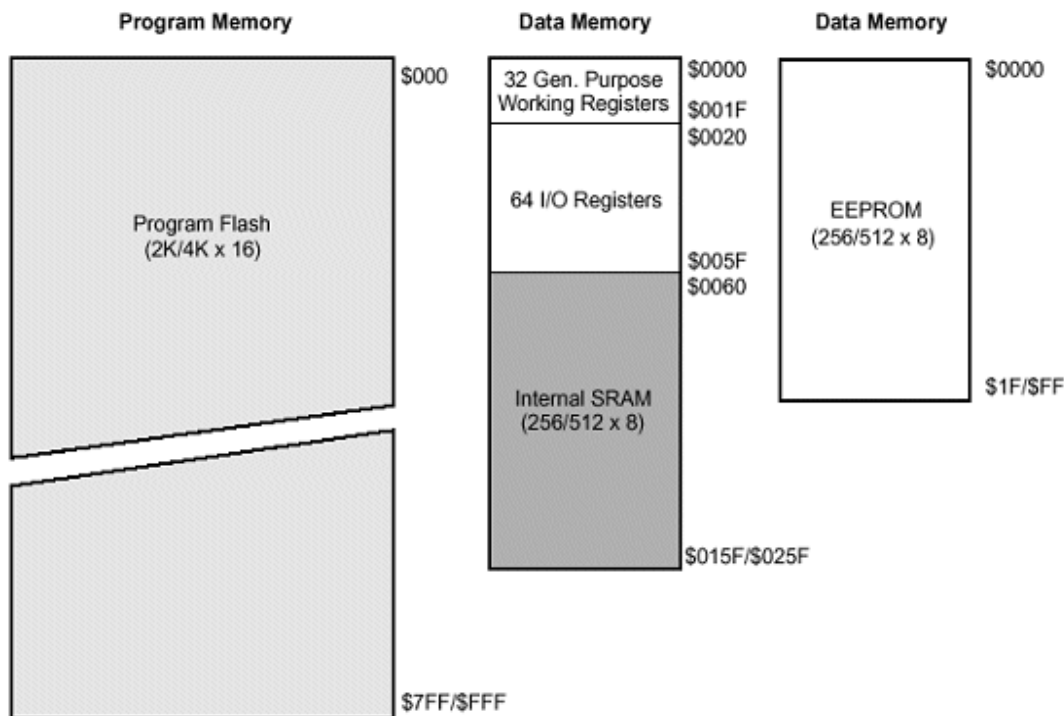 Program Memory
$000
Program Flash
(2K/4K x 16)
$7FF/$FFF
Data Memory
32 Gen. Purpose
Working Registers
$0000
$001F
$0020
64 I/O Registers
$005F
$0060
Internal SRAM
(256/512 x 8)
$015F/$025F
Data Memory
$0000
EEPROM
(256/512 x 8)
$1F/$FF